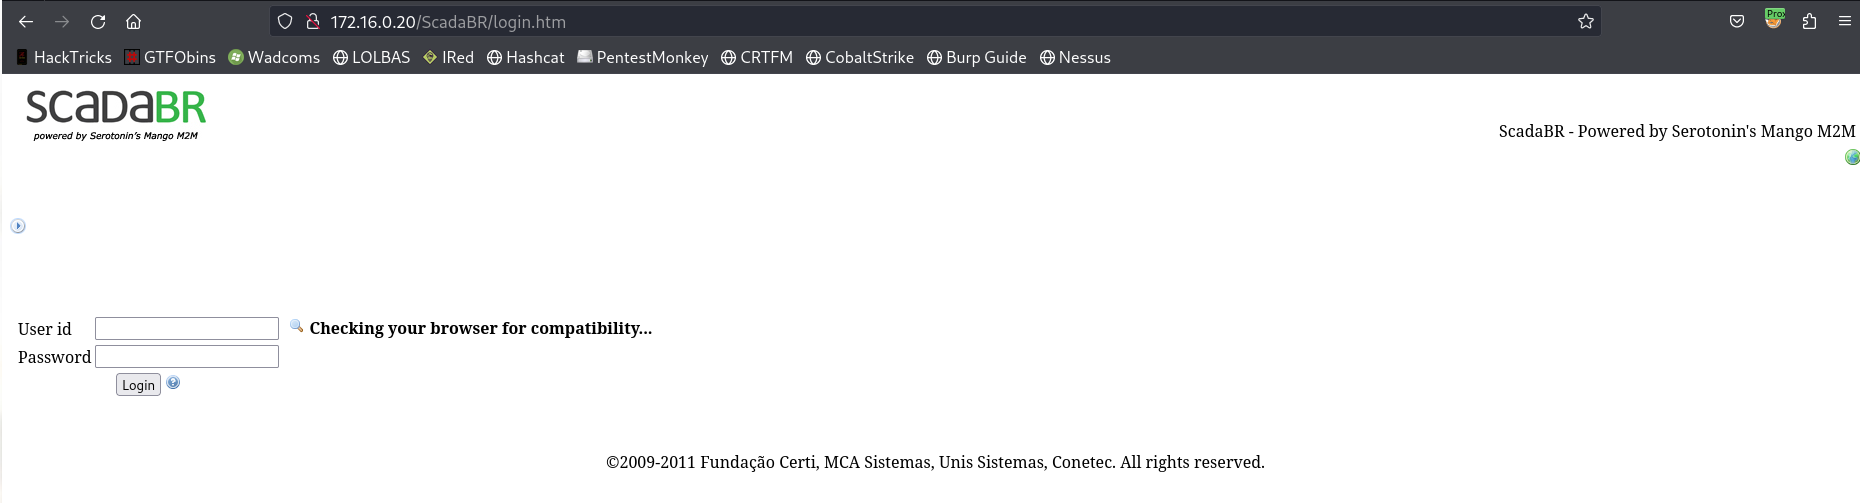 172.16.0.20/ScadaBR/login.htm
Prox
HackTricks GTFObins Wadcoms LOLBAS IRed Hashcat PentestMonkey CRTFM CobaltStrike Burp Guide Nessus
scadaBR
powered by Serotonin's Mango M2M
ScadaBR - Powered by Serotonin's Mango M2M
User id
Checking your browser for compatibility...
Password
Login
©2009-2011 Fundação Certi, MCA Sistemas, Unis Sistemas, Conetec. All rights reserved.